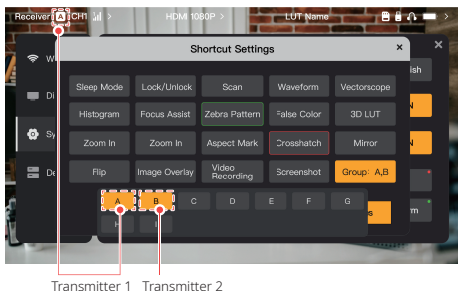 Receiver A CH1 > HDMI 1080P > LUT Name >
Shortcut Settings ×
×
Sleep Mode Lock/Unlock Scan Waveform Vectorscope
Histogram Focus Assist Zebra Pattern False Color 3D LUT
Zoom In Zoom In Aspect Mark Crosshatch Mirror
Flip Image Overlay Video Recording Screenshot Group: A,B
A B C D E F G
H I
Transmitter 1 Transmitter 2